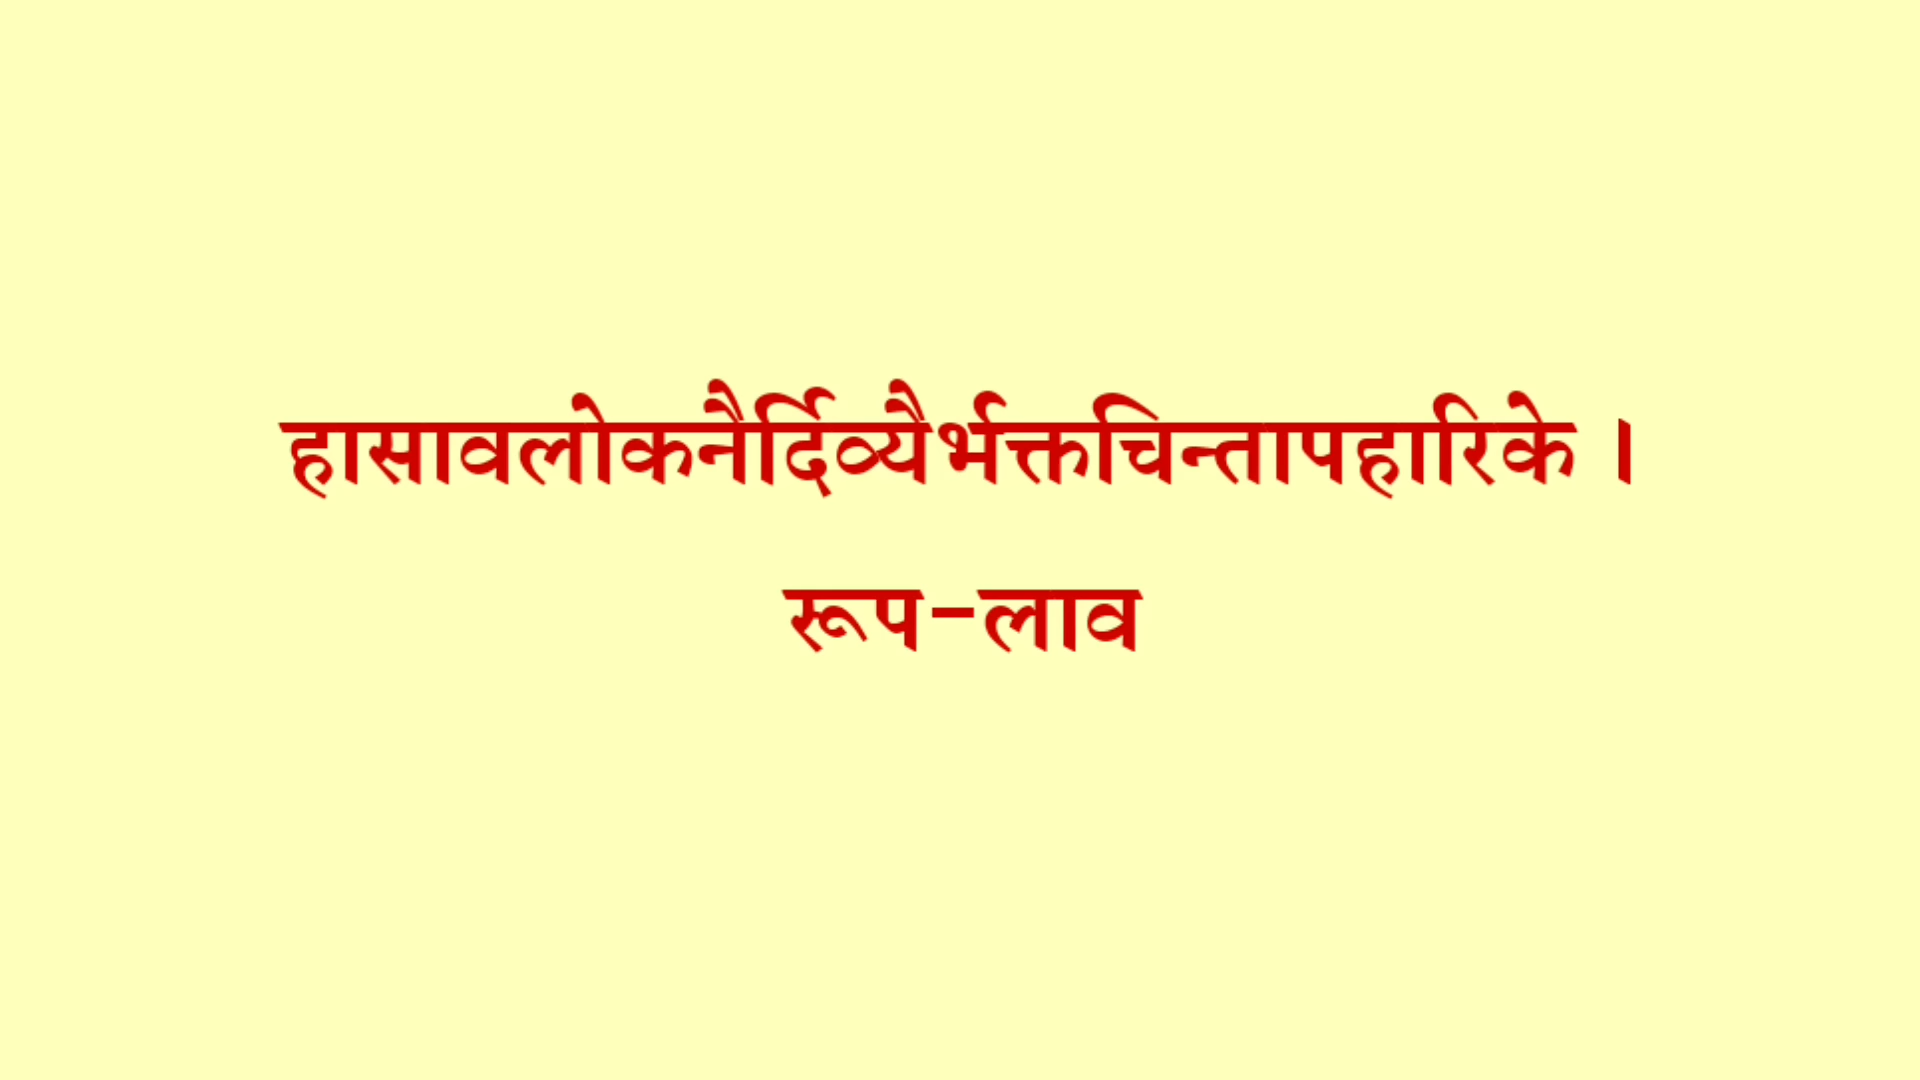 हासावलोकनैर्दिव्यैर्भक्तचिन्तापहारिके ।
रूप-लाव